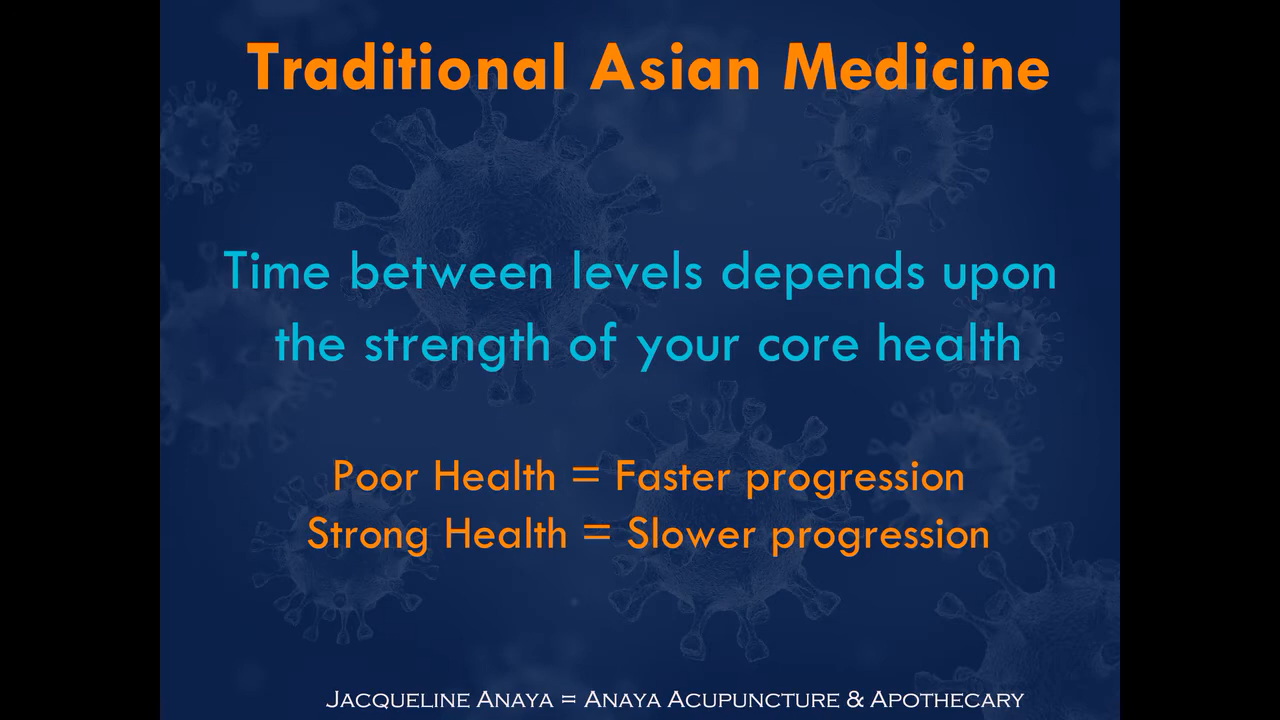 Traditional Asian Medicine
Time between levels depends upon
the strength of your core health
Poor Health = Faster progression
Strong Health = Slower progression
Jacqueline Anaya = Anaya Acupuncture & Apothecary